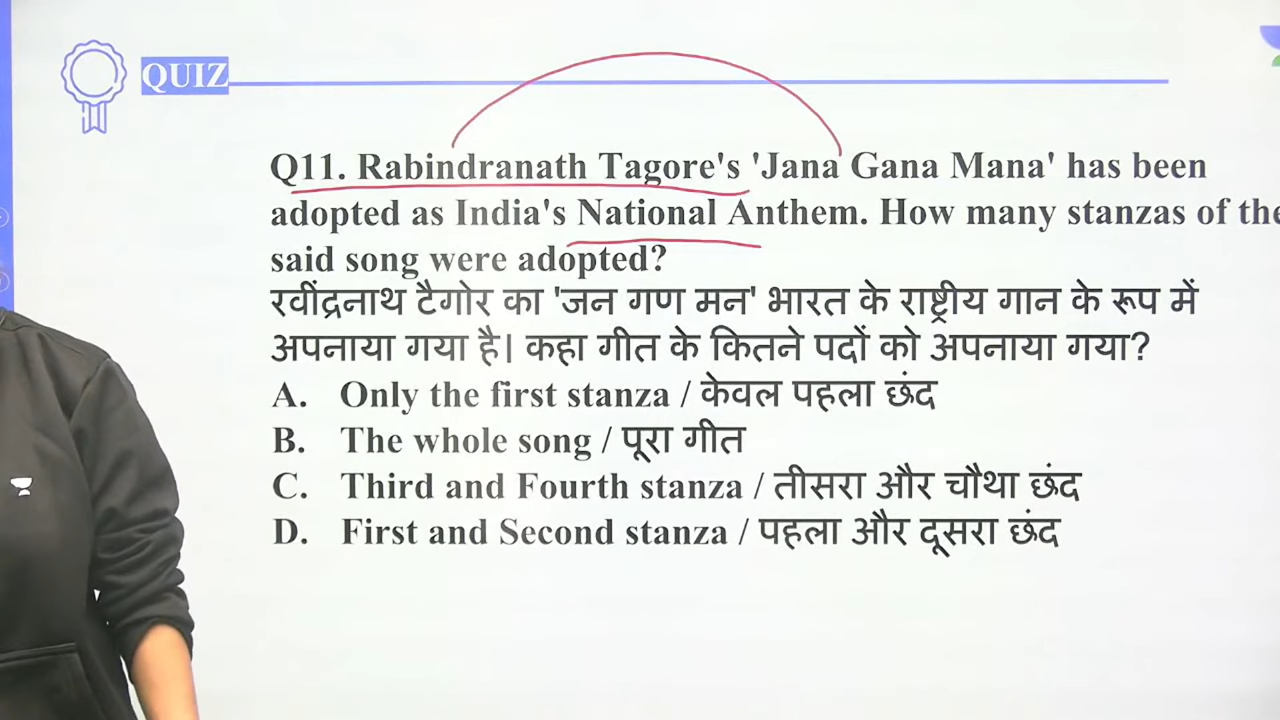 QUIZ
Q11. Rabindranath Tagore's 'Jana Gana Mana' has been
adopted as India's National Anthem. How many stanzas of the
said song were adopted?
रवींद्रनाथ टैगोर का 'जन गण मन' भारत के राष्ट्रीय गान के रूप में
अपनाया गया है। कहा गीत के कितने पदों को अपनाया गया?
A. Only the first stanza / केवल पहला छंद
B. The whole song / पूरा गीत
C. Third and Fourth stanza / तीसरा और चौथा छंद
D. First and Second stanza / पहला और दूसरा छंद